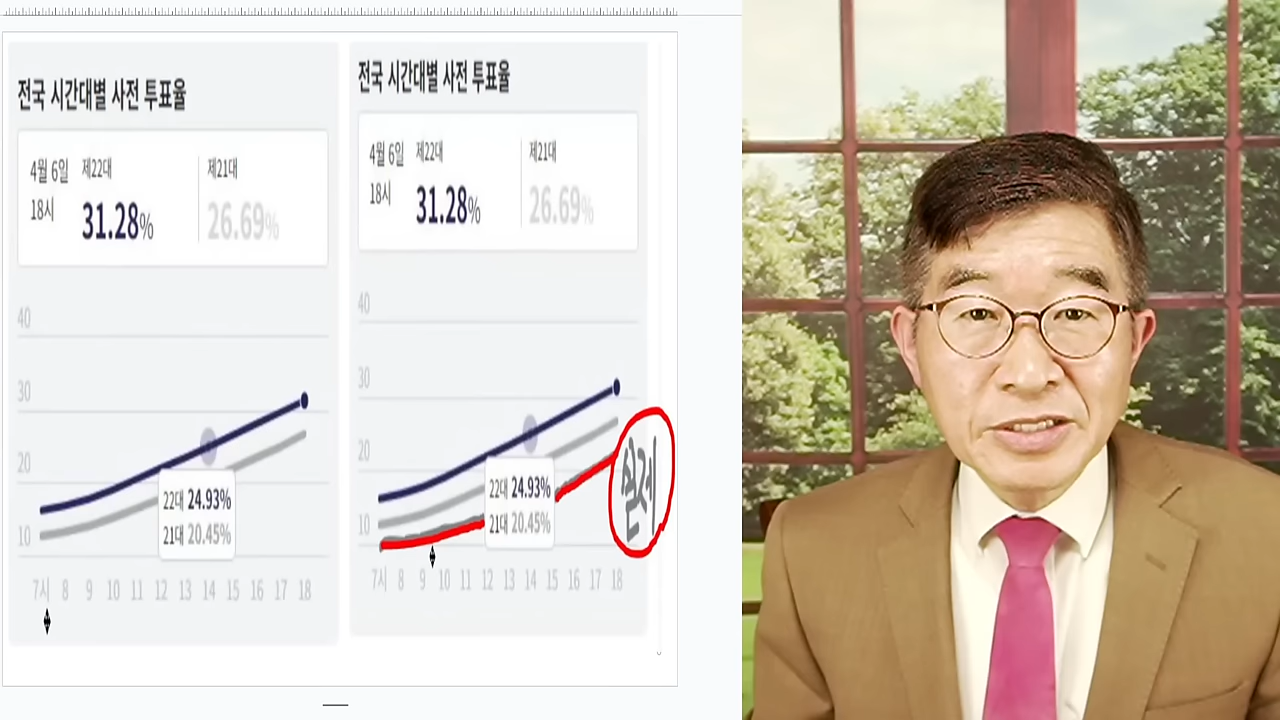 전국 시간대별 사전 투표율
4월 6일 제22대 제21대
18시 31.28% 26.69%
40
30
20
10
22대 24.93%
21대 20.45%
7시 8 9 10 11 12 13 14 15 16 17 18
전국 시간대별 사전 투표율
4월 6일 제22대 제21대
18시 31.28% 26.69%
40
30
20
10
22대 24.93%
21대 20.45%
7시 8 9 10 11 12 13 14 15 16 17 18